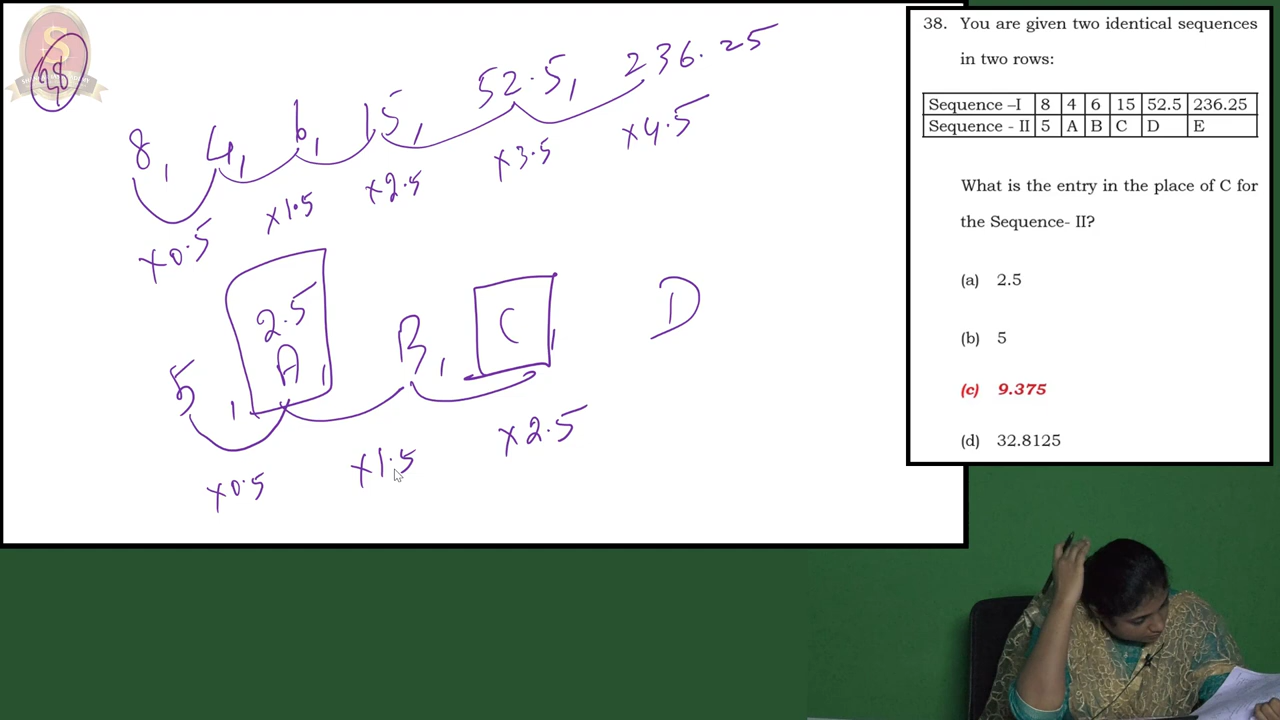 38
8, 4, 6, 15, 52.5, 236.25
×0.5 ×1.5 ×2.5 ×3.5 ×4.5
5, 2.5 A, B, C, D
×0.5 ×1.5 ×2.5
38. You are given two identical sequences
in two rows:
Sequence –I 8 4 6 15 52.5 236.25
Sequence - II 5 A B C D E
What is the entry in the place of C for
the Sequence- II?
(a) 2.5
(b) 5
(c) 9.375
(d) 32.8125